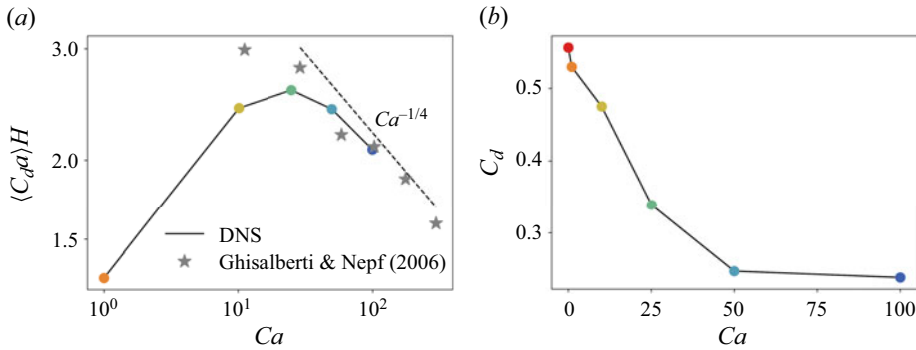 (a)
3.0
2.0
1.5
⟨C_d a⟩H
Ca^{-1/4}
DNS
Ghisalberti & Nepf (2006)
10^0
10^1
10^2
Ca
(b)
0.5
0.4
0.3
C_d
0
25
50
75
100
Ca